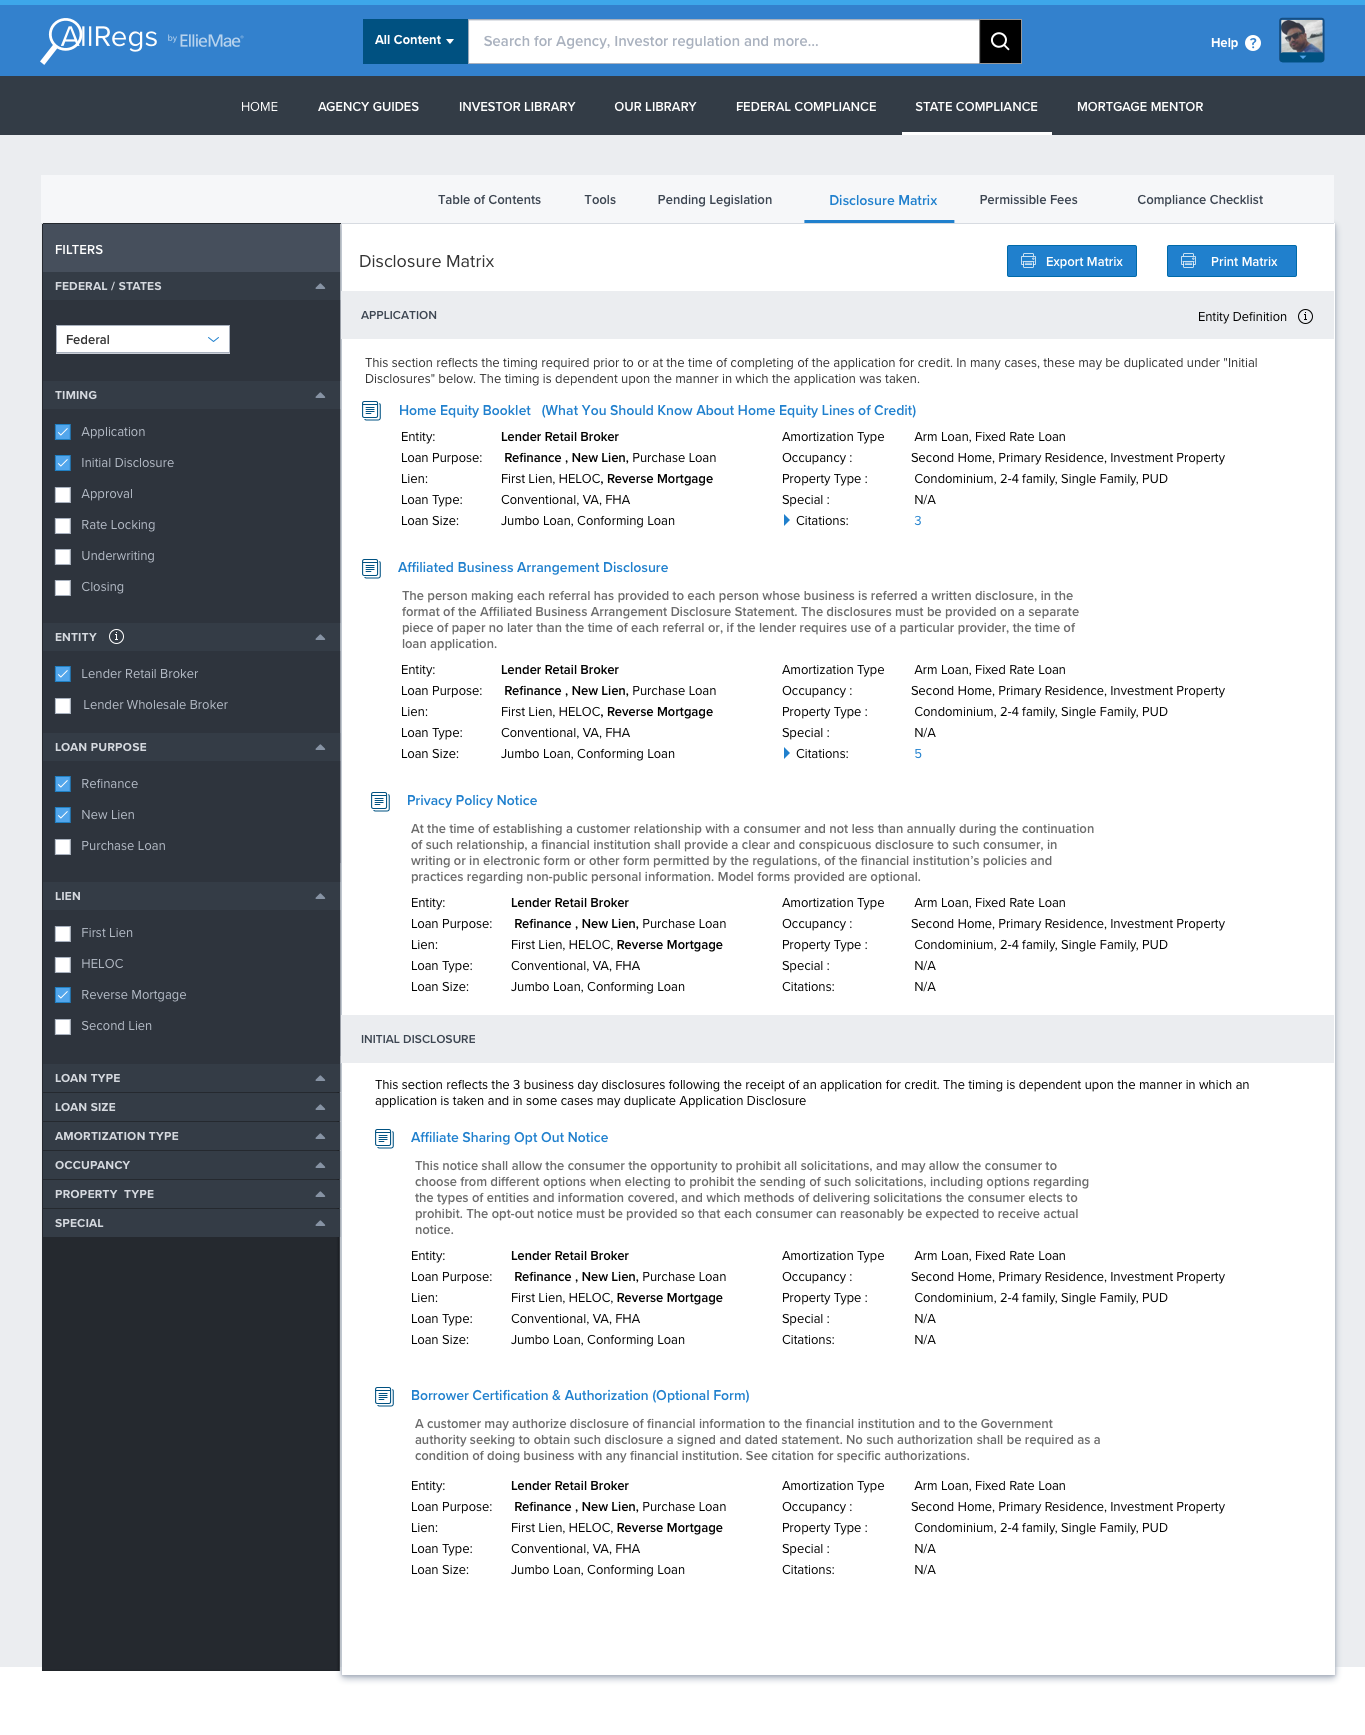 AllRegs by EllieMae
All Content
Search for Agency, Investor regulation and more...
Help ?
HOME AGENCY GUIDES INVESTOR LIBRARY OUR LIBRARY FEDERAL COMPLIANCE STATE COMPLIANCE MORTGAGE MENTOR
Table of Contents Tools Pending Legislation Disclosure Matrix Permissible Fees Compliance Checklist
FILTERS
FEDERAL / STATES
Federal
TIMING
Application
Initial Disclosure
Approval
Rate Locking
Underwriting
Closing
ENTITY i
Lender Retail Broker
Lender Wholesale Broker
LOAN PURPOSE
Refinance
New Lien
Purchase Loan
LIEN
First Lien
HELOC
Reverse Mortgage
Second Lien
LOAN TYPE
LOAN SIZE
AMORTIZATION TYPE
OCCUPANCY
PROPERTY  TYPE
SPECIAL
Disclosure Matrix
Export Matrix
Print Matrix
APPLICATION
Entity Definition i
This section reflects the timing required prior to or at the time of completing of the application for credit. In many cases, these may be duplicated under "Initial
Disclosures" below. The timing is dependent upon the manner in which the application was taken.
Home Equity Booklet   (What You Should Know About Home Equity Lines of Credit)
Entity: Lender Retail Broker Amortization Type Arm Loan, Fixed Rate Loan
Loan Purpose: Refinance , New Lien, Purchase Loan Occupancy : Second Home, Primary Residence, Investment Property
Lien: First Lien, HELOC, Reverse Mortgage Property Type : Condominium, 2-4 family, Single Family, PUD
Loan Type: Conventional, VA, FHA Special : N/A
Loan Size: Jumbo Loan, Conforming Loan Citations: 3
Affiliated Business Arrangement Disclosure
The person making each referral has provided to each person whose business is referred a written disclosure, in the
format of the Affiliated Business Arrangement Disclosure Statement. The disclosures must be provided on a separate
piece of paper no later than the time of each referral or, if the lender requires use of a particular provider, the time of
loan application.
Entity: Lender Retail Broker Amortization Type Arm Loan, Fixed Rate Loan
Loan Purpose: Refinance , New Lien, Purchase Loan Occupancy : Second Home, Primary Residence, Investment Property
Lien: First Lien, HELOC, Reverse Mortgage Property Type : Condominium, 2-4 family, Single Family, PUD
Loan Type: Conventional, VA, FHA Special : N/A
Loan Size: Jumbo Loan, Conforming Loan Citations: 5
Privacy Policy Notice
At the time of establishing a customer relationship with a consumer and not less than annually during the continuation
of such relationship, a financial institution shall provide a clear and conspicuous disclosure to such consumer, in
writing or in electronic form or other form permitted by the regulations, of the financial institution's policies and
practices regarding non-public personal information. Model forms provided are optional.
Entity: Lender Retail Broker Amortization Type Arm Loan, Fixed Rate Loan
Loan Purpose: Refinance , New Lien, Purchase Loan Occupancy : Second Home, Primary Residence, Investment Property
Lien: First Lien, HELOC, Reverse Mortgage Property Type : Condominium, 2-4 family, Single Family, PUD
Loan Type: Conventional, VA, FHA Special : N/A
Loan Size: Jumbo Loan, Conforming Loan Citations: N/A
INITIAL DISCLOSURE
This section reflects the 3 business day disclosures following the receipt of an application for credit. The timing is dependent upon the manner in which an
application is taken and in some cases may duplicate Application Disclosure
Affiliate Sharing Opt Out Notice
This notice shall allow the consumer the opportunity to prohibit all solicitations, and may allow the consumer to
choose from different options when electing to prohibit the sending of such solicitations, including options regarding
the types of entities and information covered, and which methods of delivering solicitations the consumer elects to
prohibit. The opt-out notice must be provided so that each consumer can reasonably be expected to receive actual
notice.
Entity: Lender Retail Broker Amortization Type Arm Loan, Fixed Rate Loan
Loan Purpose: Refinance , New Lien, Purchase Loan Occupancy : Second Home, Primary Residence, Investment Property
Lien: First Lien, HELOC, Reverse Mortgage Property Type : Condominium, 2-4 family, Single Family, PUD
Loan Type: Conventional, VA, FHA Special : N/A
Loan Size: Jumbo Loan, Conforming Loan Citations: N/A
Borrower Certification & Authorization (Optional Form)
A customer may authorize disclosure of financial information to the financial institution and to the Government
authority seeking to obtain such disclosure a signed and dated statement. No such authorization shall be required as a
condition of doing business with any financial institution. See citation for specific authorizations.
Entity: Lender Retail Broker Amortization Type Arm Loan, Fixed Rate Loan
Loan Purpose: Refinance , New Lien, Purchase Loan Occupancy : Second Home, Primary Residence, Investment Property
Lien: First Lien, HELOC, Reverse Mortgage Property Type : Condominium, 2-4 family, Single Family, PUD
Loan Type: Conventional, VA, FHA Special : N/A
Loan Size: Jumbo Loan, Conforming Loan Citations: N/A